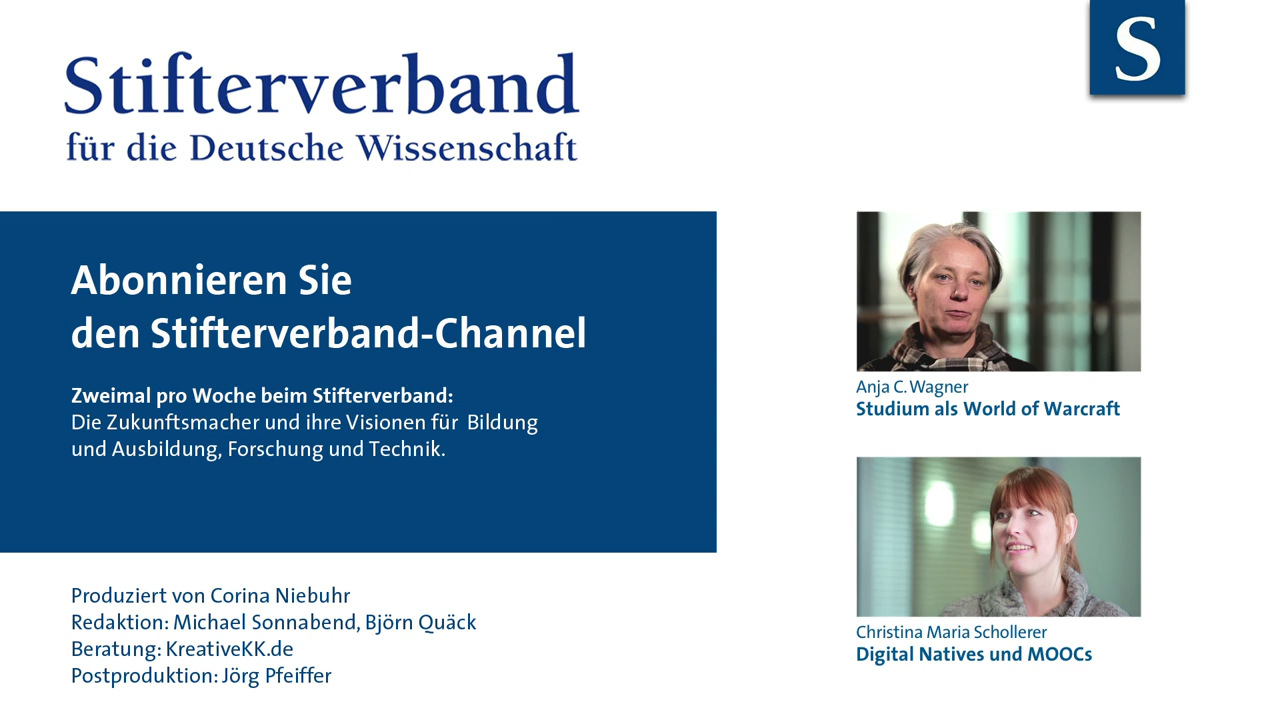 Stifterverband
für die Deutsche Wissenschaft
S
Abonnieren Sie
den Stifterverband-Channel
Zweimal pro Woche beim Stifterverband:
Die Zukunftsmacher und ihre Visionen für Bildung
und Ausbildung, Forschung und Technik.
Produziert von Corina Niebuhr
Redaktion: Michael Sonnabend, Björn Quäck
Beratung: KreativeKK.de
Postproduktion: Jörg Pfeiffer
Anja C. Wagner
Studium als World of Warcraft
Christina Maria Schollerer
Digital Natives und MOOCs